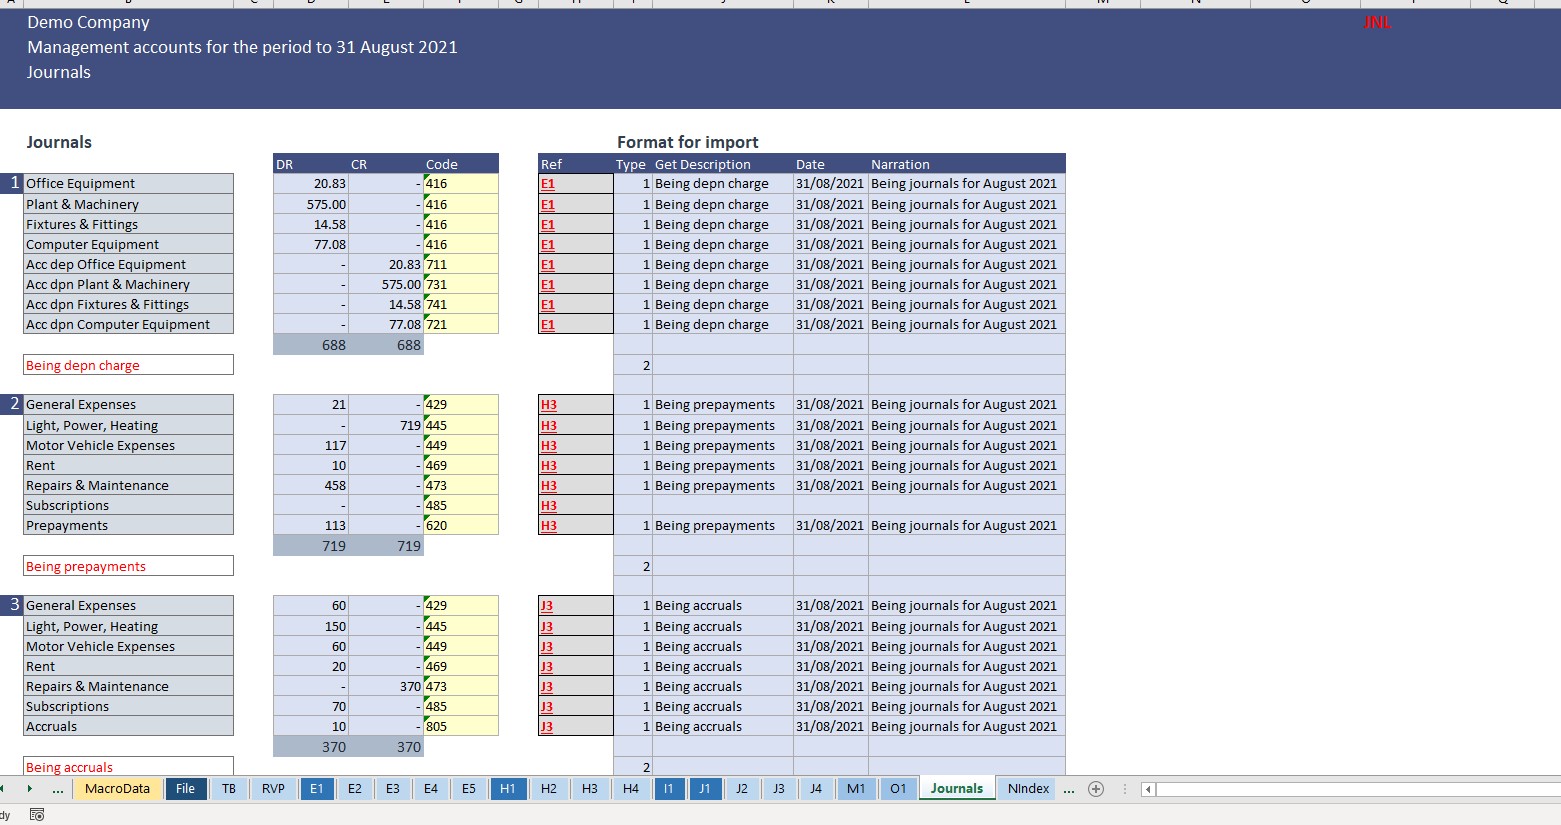 Demo Company JNL
Management accounts for the period to 31 August 2021
Journals
Journals Format for import
DR CR Code Ref Type Get Description Date Narration
1 Office Equipment 20.83 - 416 E1 1 Being depn charge 31/08/2021 Being journals for August 2021
Plant & Machinery 575.00 - 416 E1 1 Being depn charge 31/08/2021 Being journals for August 2021
Fixtures & Fittings 14.58 - 416 E1 1 Being depn charge 31/08/2021 Being journals for August 2021
Computer Equipment 77.08 - 416 E1 1 Being depn charge 31/08/2021 Being journals for August 2021
Acc dep Office Equipment - 20.83 711 E1 1 Being depn charge 31/08/2021 Being journals for August 2021
Acc dpn Plant & Machinery - 575.00 731 E1 1 Being depn charge 31/08/2021 Being journals for August 2021
Acc dpn Fixtures & Fittings - 14.58 741 E1 1 Being depn charge 31/08/2021 Being journals for August 2021
Acc dpn Computer Equipment - 77.08 721 E1 1 Being depn charge 31/08/2021 Being journals for August 2021
688 688
Being depn charge 2
2 General Expenses 21 - 429 H3 1 Being prepayments 31/08/2021 Being journals for August 2021
Light, Power, Heating - 719 445 H3 1 Being prepayments 31/08/2021 Being journals for August 2021
Motor Vehicle Expenses 117 - 449 H3 1 Being prepayments 31/08/2021 Being journals for August 2021
Rent 10 - 469 H3 1 Being prepayments 31/08/2021 Being journals for August 2021
Repairs & Maintenance 458 - 473 H3 1 Being prepayments 31/08/2021 Being journals for August 2021
Subscriptions - - 485 H3
Prepayments 113 - 620 H3 1 Being prepayments 31/08/2021 Being journals for August 2021
719 719
Being prepayments 2
3 General Expenses 60 - 429 J3 1 Being accruals 31/08/2021 Being journals for August 2021
Light, Power, Heating 150 - 445 J3 1 Being accruals 31/08/2021 Being journals for August 2021
Motor Vehicle Expenses 60 - 449 J3 1 Being accruals 31/08/2021 Being journals for August 2021
Rent 20 - 469 J3 1 Being accruals 31/08/2021 Being journals for August 2021
Repairs & Maintenance - 370 473 J3 1 Being accruals 31/08/2021 Being journals for August 2021
Subscriptions 70 - 485 J3 1 Being accruals 31/08/2021 Being journals for August 2021
Accruals 10 - 805 J3 1 Being accruals 31/08/2021 Being journals for August 2021
370 370
Being accruals 2
... MacroData File TB RVP E1 E2 E3 E4 E5 H1 H2 H3 H4 I1 J1 J2 J3 J4 M1 O1 Journals NIndex ...
dy